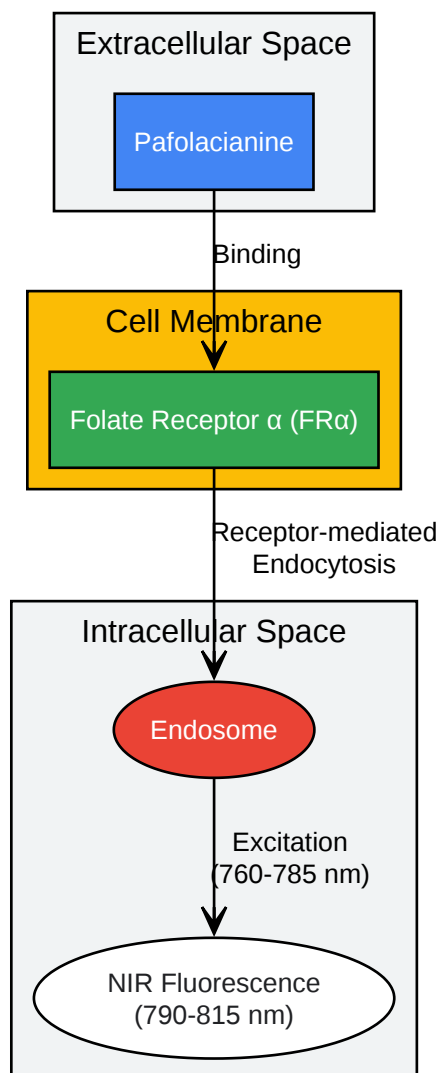 Extracellular Space
Pafolacianine
Binding
Cell Membrane
Folate Receptor α (FRα)
Receptor-mediated
Endocytosis
Intracellular Space
Endosome
Excitation
(760-785 nm)
NIR Fluorescence
(790-815 nm)